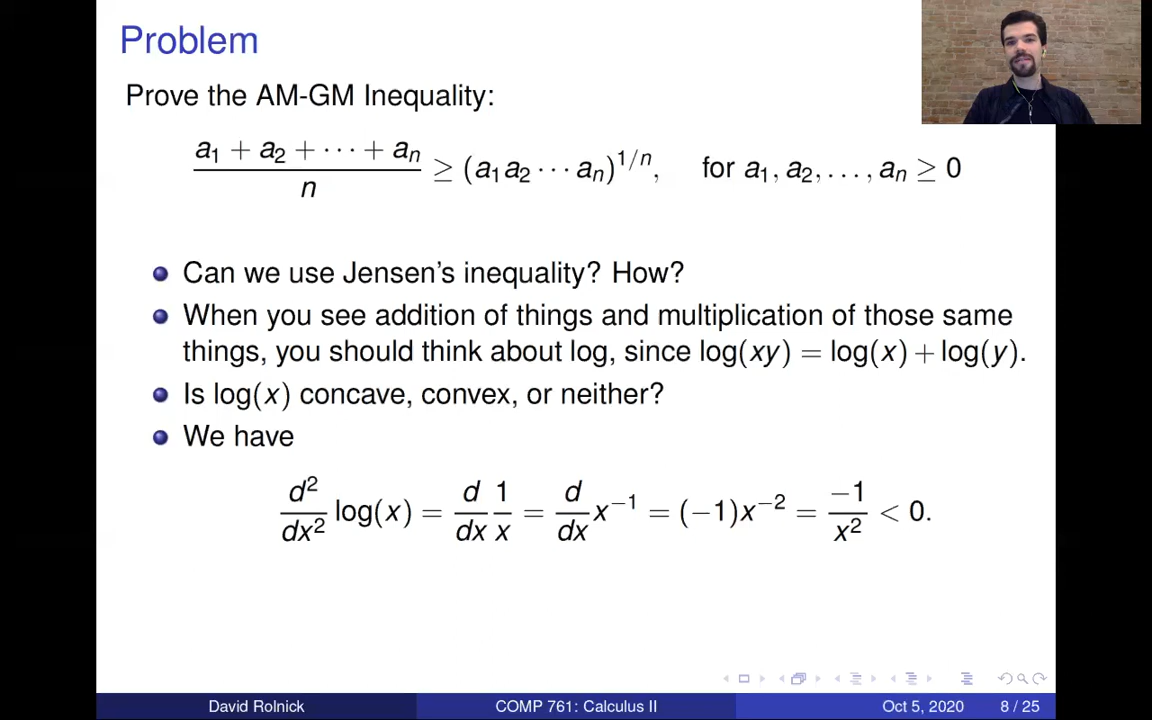 Problem
Prove the AM-GM Inequality:
a₁ + a₂ + ··· + aₙ / n ≥ (a₁a₂ ··· aₙ)^{1/n}, for a₁, a₂, ..., aₙ ≥ 0
Can we use Jensen's inequality? How?
When you see addition of things and multiplication of those same
things, you should think about log, since log(xy) = log(x) + log(y).
Is log(x) concave, convex, or neither?
We have
d²/dx² log(x) = d/dx 1/x = d/dx x⁻¹ = (−1)x⁻² = −1/x² < 0.
David Rolnick COMP 761: Calculus II Oct 5, 2020 8 / 25